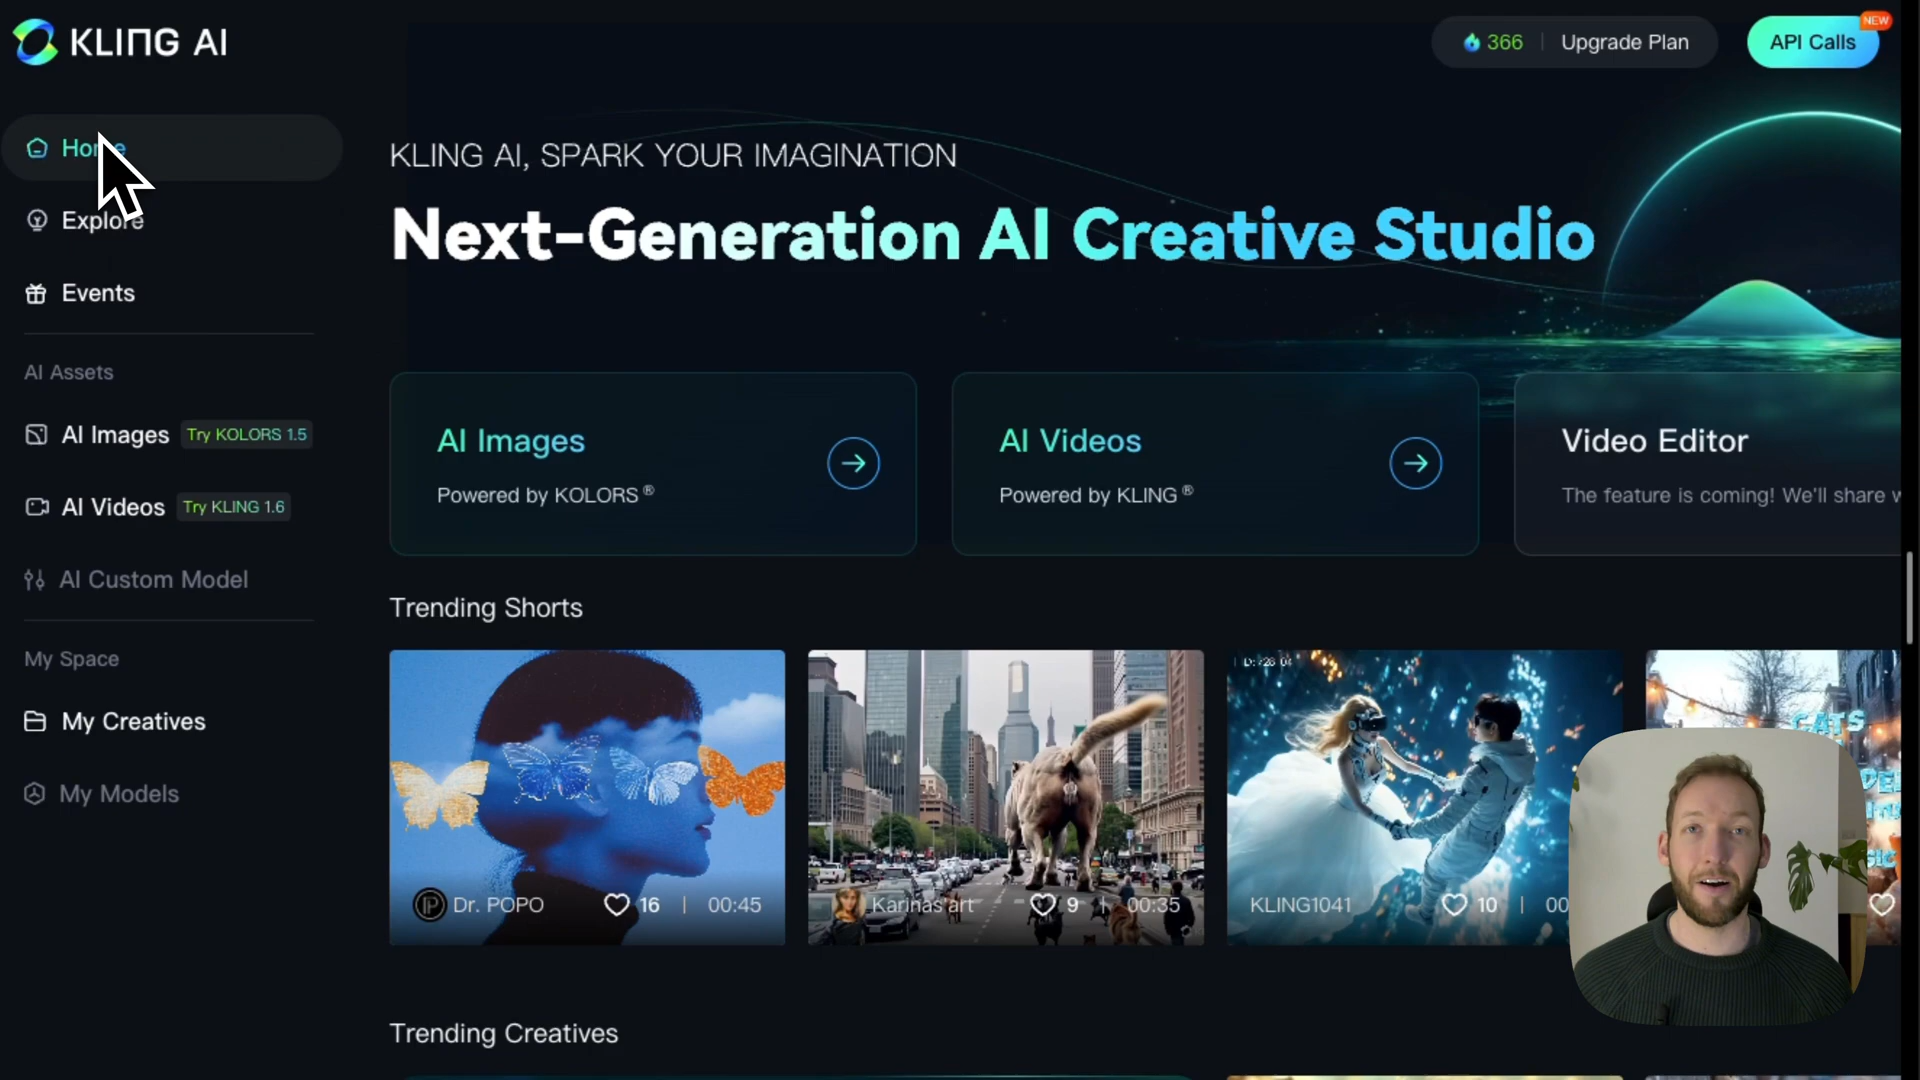 KLING AI
366
Upgrade Plan
API Calls
NEW
Home
Explore
Events
AI Assets
AI Images
Try KOLORS 1.5
AI Videos
Try KLING 1.6
AI Custom Model
My Space
My Creatives
My Models
KLING AI, SPARK YOUR IMAGINATION
Next-Generation AI Creative Studio
AI Images
Powered by KOLORS ®
AI Videos
Powered by KLING ®
Video Editor
The feature is coming! We'll share
Trending Shorts
Dr. POPO
16
00:45
Karinas'art
9
00:35
KLING1041
10
00
CATS
Trending Creatives